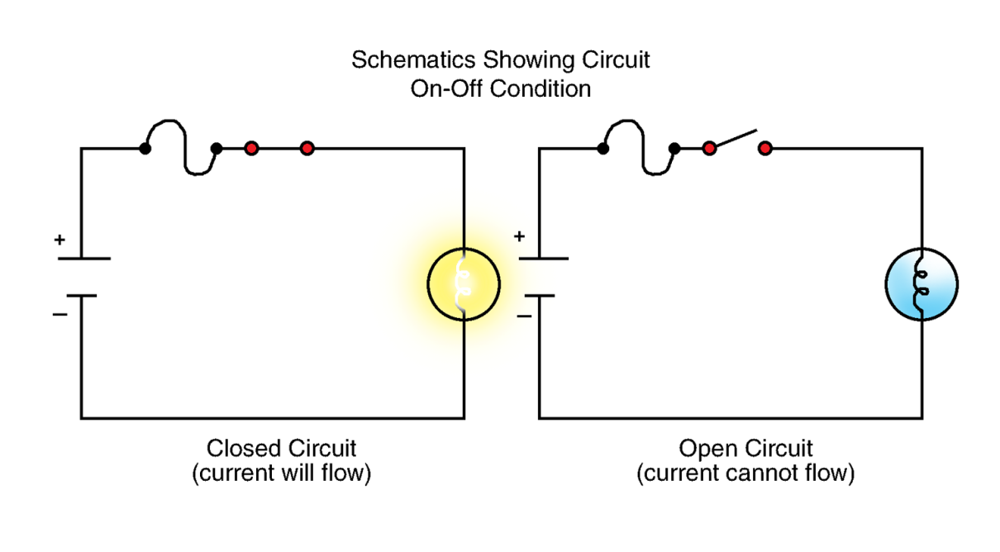 Schematics Showing Circuit
On-Off Condition
+
–
+
–
Closed Circuit
(current will flow)
Open Circuit
(current cannot flow)